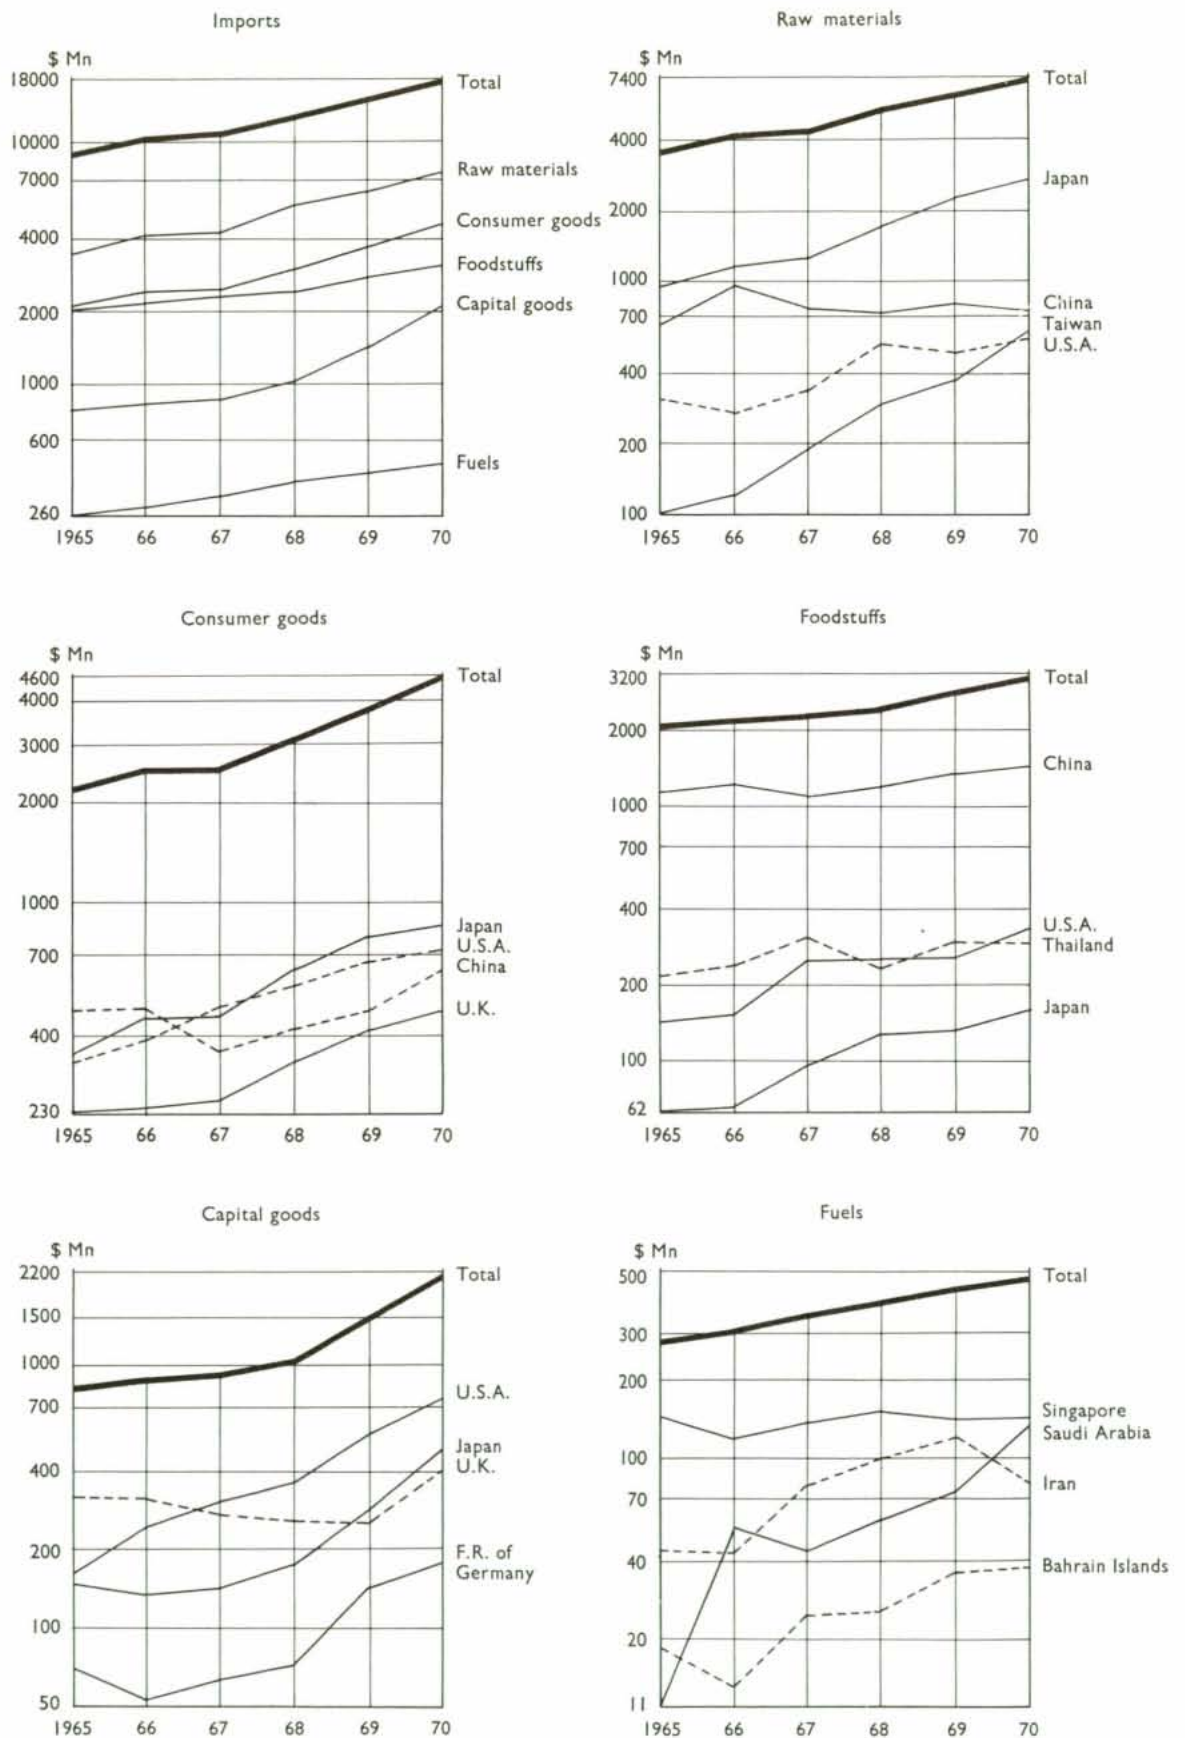 Imports
$ Mn
18000
10000
7000
4000
2000
1000
600
260
Total
Raw materials
Consumer goods
Foodstuffs
Capital goods
Fuels
1965 66 67 68 69 70
Raw materials
$ Mn
7400
4000
2000
1000
700
400
200
100
Total
Japan
China
Taiwan
U.S.A.
1965 66 67 68 69 70
Consumer goods
$ Mn
4600
4000
3000
2000
1000
700
400
230
Total
Japan
U.S.A.
China
U.K.
1965 66 67 68 69 70
Foodstuffs
$ Mn
3200
2000
1000
700
400
200
100
62
Total
China
U.S.A.
Thailand
Japan
1965 66 67 68 69 70
Capital goods
$ Mn
2200
1500
1000
700
400
200
100
50
Total
U.S.A.
Japan
U.K.
F.R. of
Germany
1965 66 67 68 69 70
Fuels
$ Mn
500
300
200
100
70
40
20
11
Total
Singapore
Saudi Arabia
Iran
Bahrain Islands
1965 66 67 68 69 70